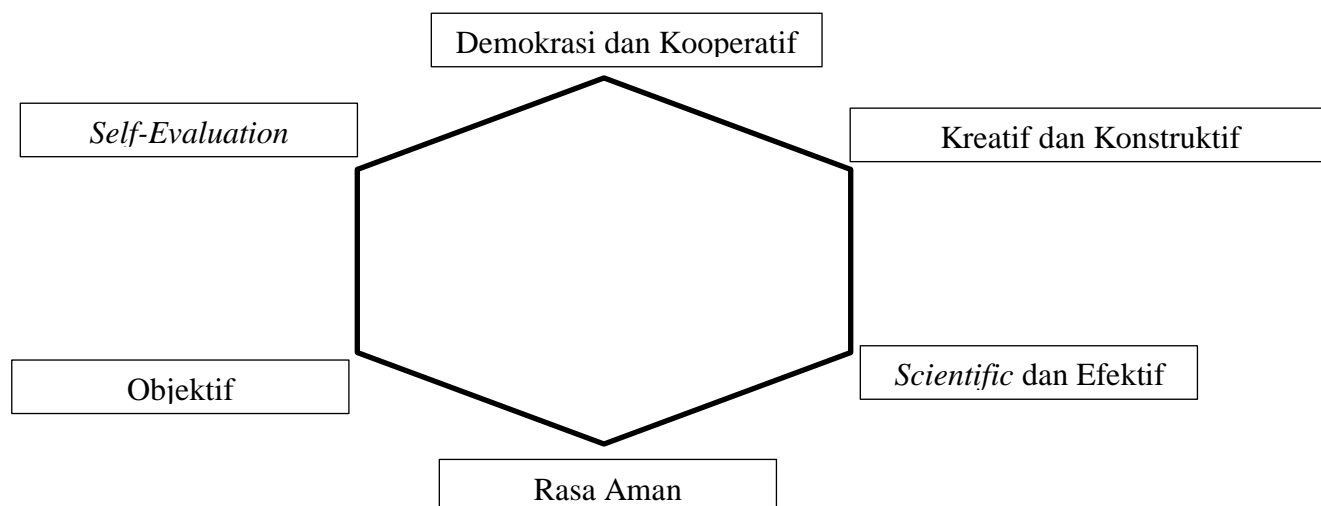 Demokrasi dan Kooperatif
Self-Evaluation
Kreatif dan Konstruktif
Objektif
Scientific dan Efektif
Rasa Aman